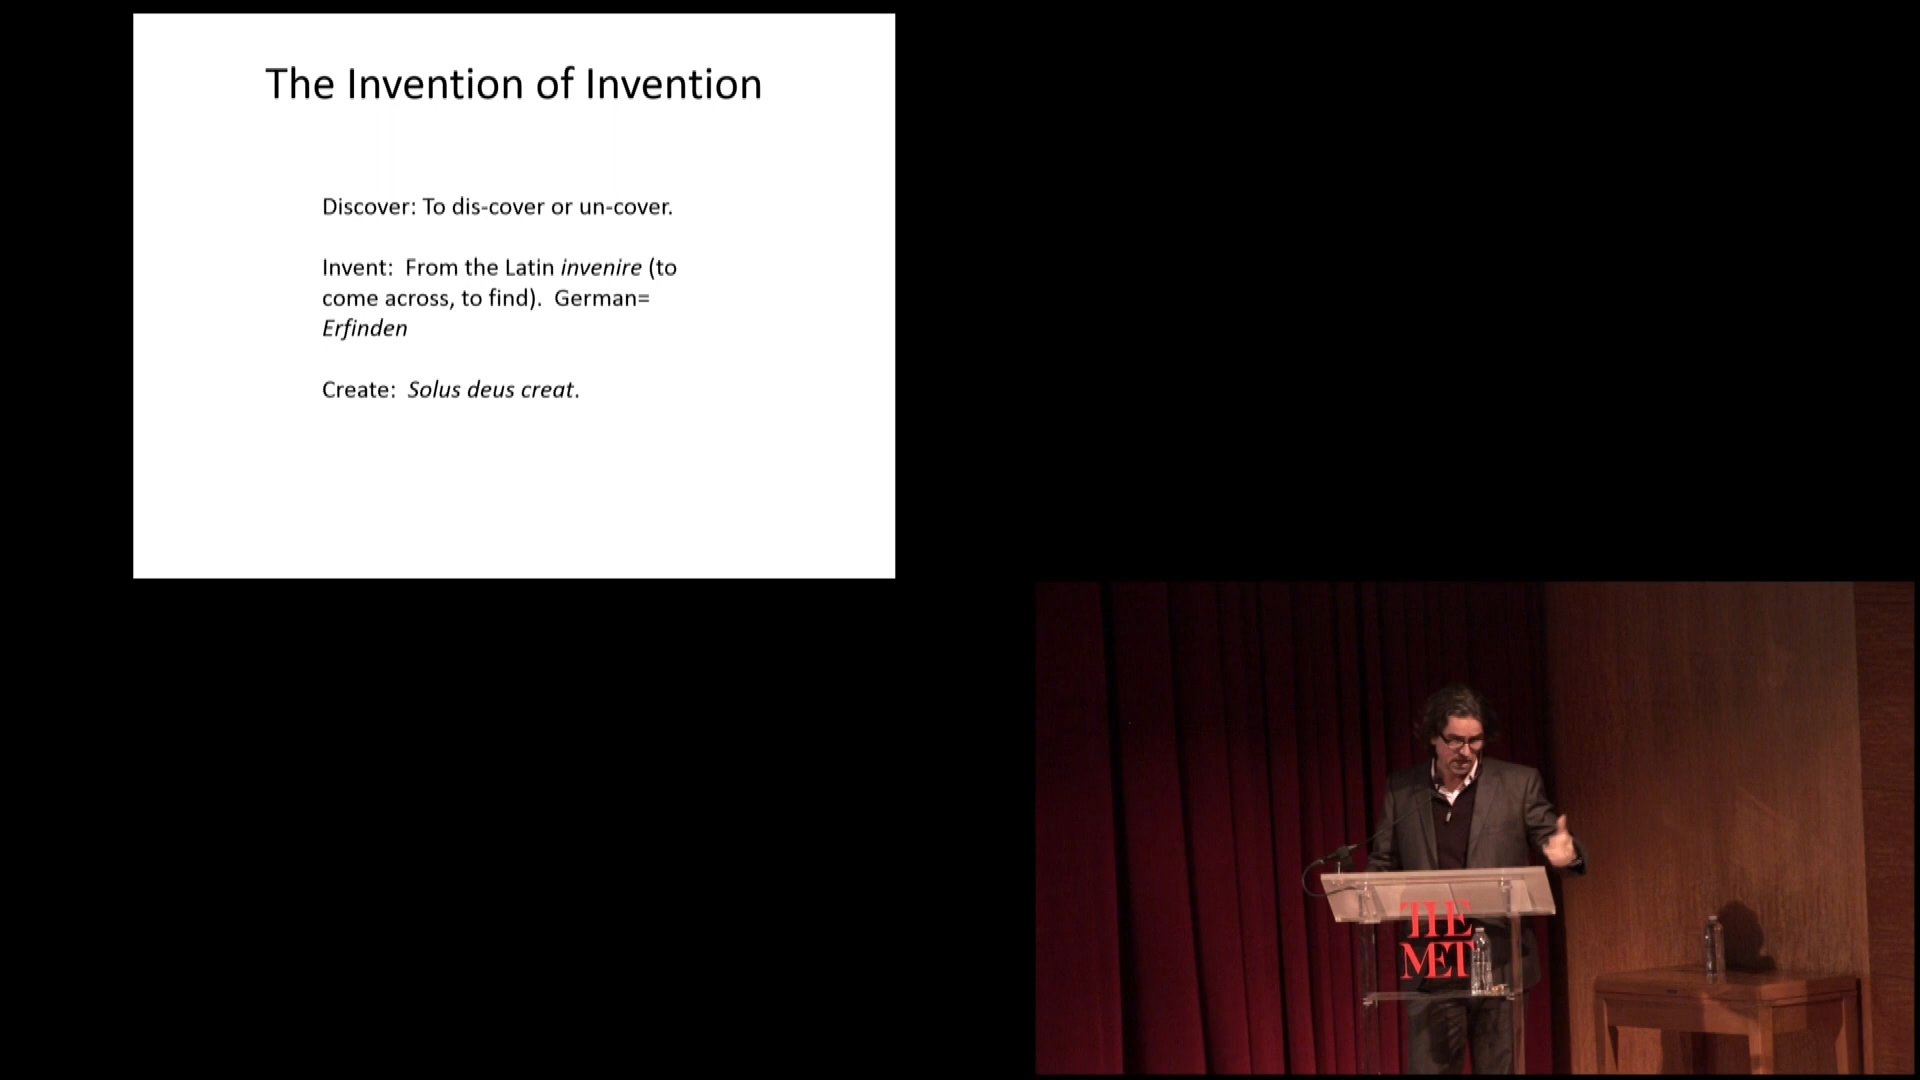 The Invention of Invention
Discover: To dis-cover or un-cover.
Invent:  From the Latin invenire (to
come across, to find).  German=
Erfinden
Create:  Solus deus creat.
THE
MET